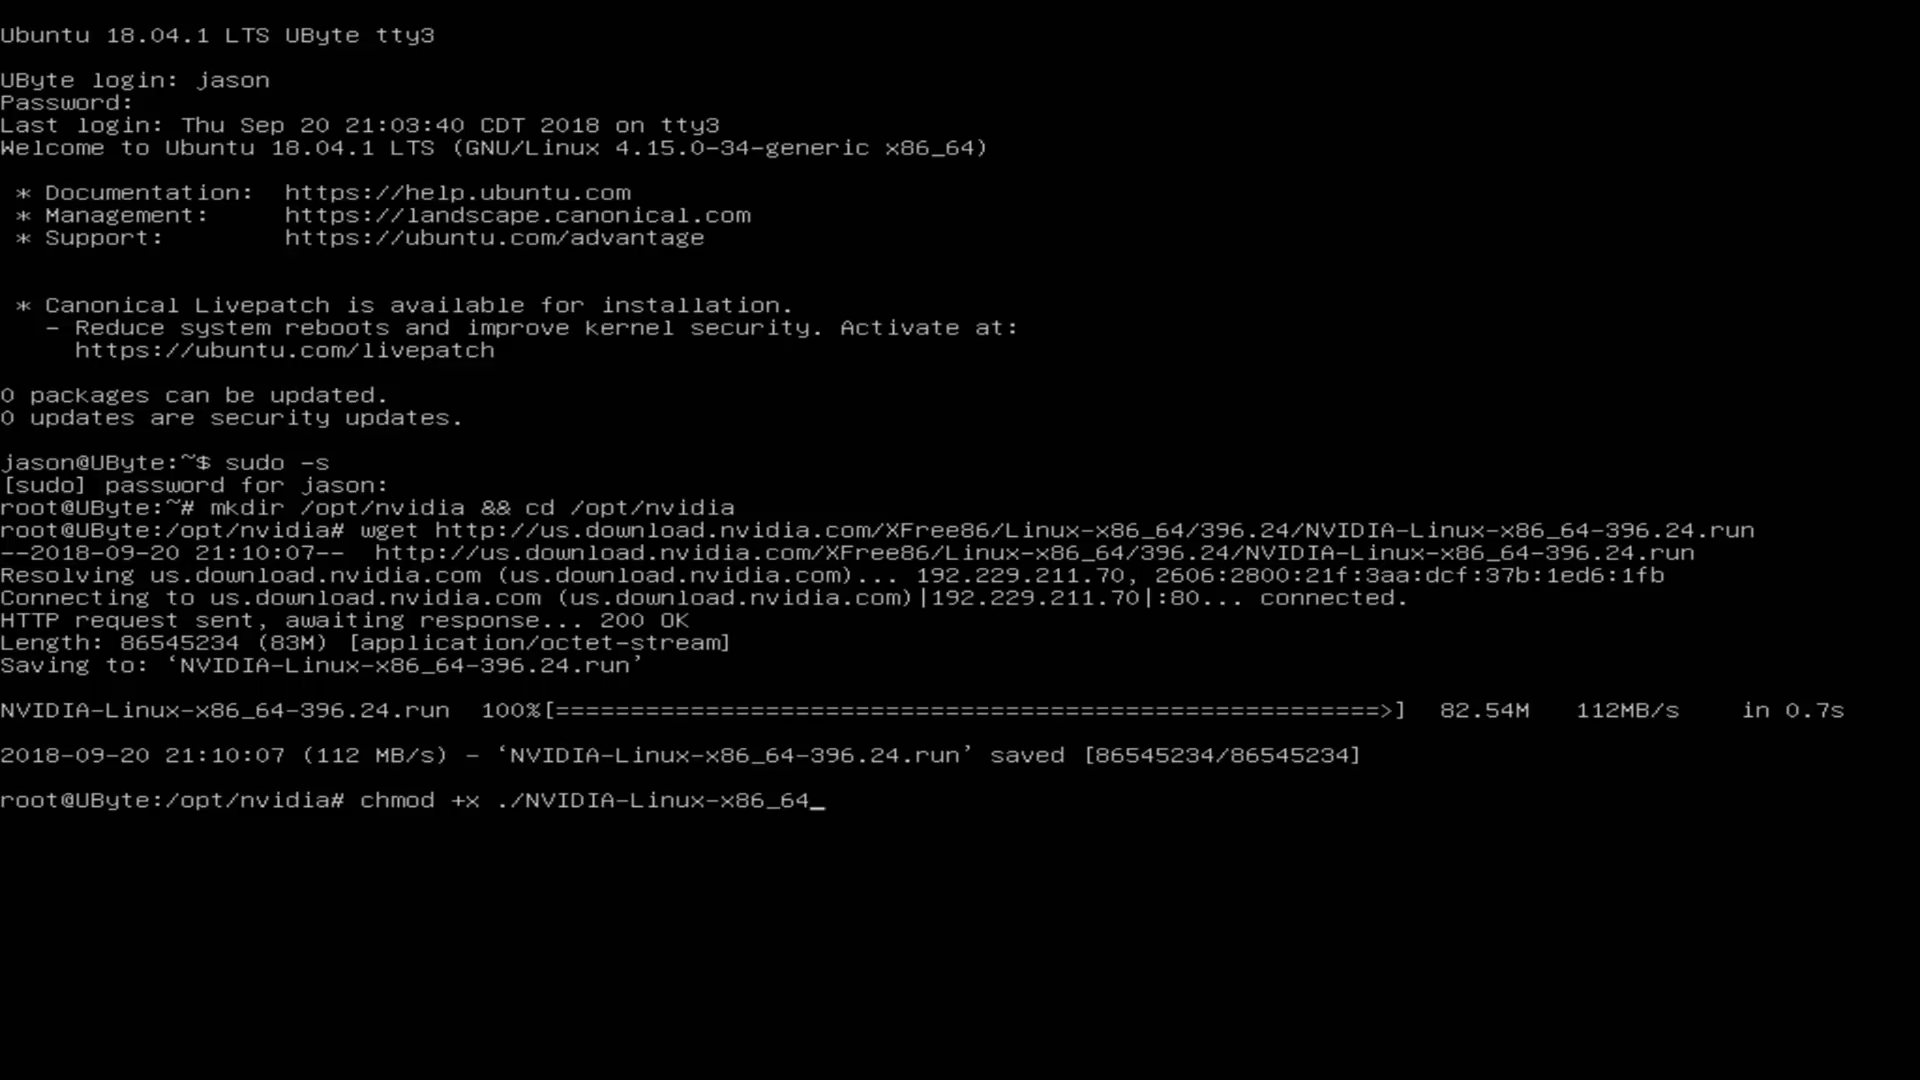 Ubuntu 18.04.1 LTS UByte tty3
UByte login: jason
Password:
Last login: Thu Sep 20 21:03:40 CDT 2018 on tty3
Welcome to Ubuntu 18.04.1 LTS (GNU/Linux 4.15.0-34-generic x86_64)
* Documentation:  https://help.ubuntu.com
* Management:     https://landscape.canonical.com
* Support:        https://ubuntu.com/advantage
* Canonical Livepatch is available for installation.
- Reduce system reboots and improve kernel security. Activate at:
https://ubuntu.com/livepatch
0 packages can be updated.
0 updates are security updates.
jason@UByte:~$ sudo -s
[sudo] password for jason:
root@UByte:~# mkdir /opt/nvidia && cd /opt/nvidia
root@UByte:/opt/nvidia# wget http://us.download.nvidia.com/XFree86/Linux-x86_64/396.24/NVIDIA-Linux-x86_64-396.24.run
--2018-09-20 21:10:07--  http://us.download.nvidia.com/XFree86/Linux-x86_64/396.24/NVIDIA-Linux-x86_64-396.24.run
Resolving us.download.nvidia.com (us.download.nvidia.com)... 192.229.211.70, 2606:2800:21f:3aa:dcf:37b:1ed6:1fb
Connecting to us.download.nvidia.com (us.download.nvidia.com)|192.229.211.70|:80... connected.
HTTP request sent, awaiting response... 200 OK
Length: 86545234 (83M) [application/octet-stream]
Saving to: ‘NVIDIA-Linux-x86_64-396.24.run’
NVIDIA-Linux-x86_64-396.24.run  100%[=======================================================>]  82.54M   112MB/s    in 0.7s
2018-09-20 21:10:07 (112 MB/s) - ‘NVIDIA-Linux-x86_64-396.24.run’ saved [86545234/86545234]
root@UByte:/opt/nvidia# chmod +x ./NVIDIA-Linux-x86_64_